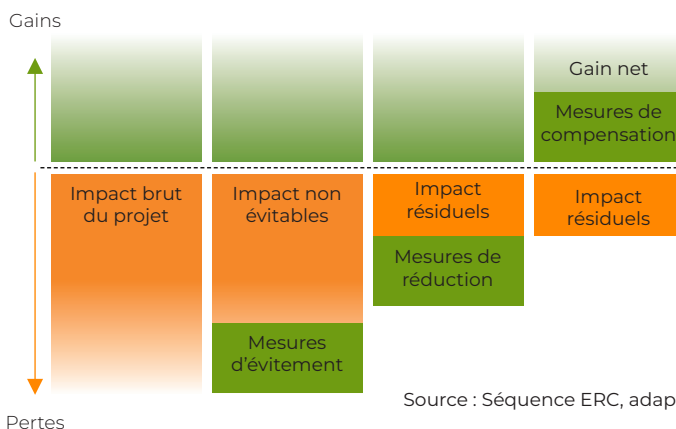 Gains
Gain net
Mesures de
compensation
Impact brut
du projet
Impact non
évitables
Impact
résiduels
Impact
résiduels
Mesures de
réduction
Mesures
d'évitement
Source : Séquence ERC, adap
Pertes